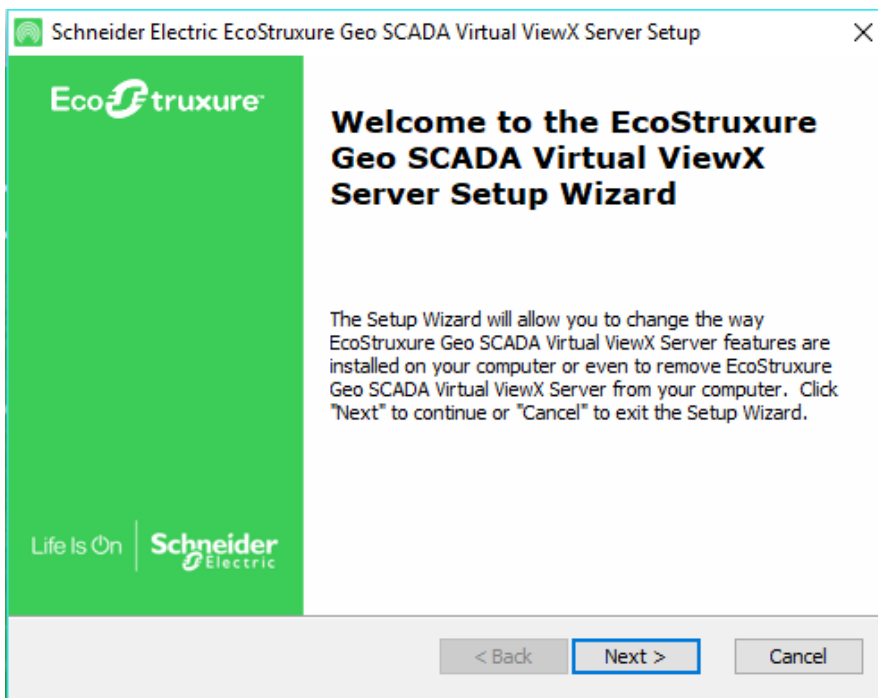 Schneider Electric EcoStruxure Geo SCADA Virtual ViewX Server Setup
EcoStruxure™
Welcome to the EcoStruxure
Geo SCADA Virtual ViewX
Server Setup Wizard
The Setup Wizard will allow you to change the way
EcoStruxure Geo SCADA Virtual ViewX Server features are
installed on your computer or even to remove EcoStruxure
Geo SCADA Virtual ViewX Server from your computer.  Click
"Next" to continue or "Cancel" to exit the Setup Wizard.
Life Is On
Schneider
Electric
< Back
Next >
Cancel